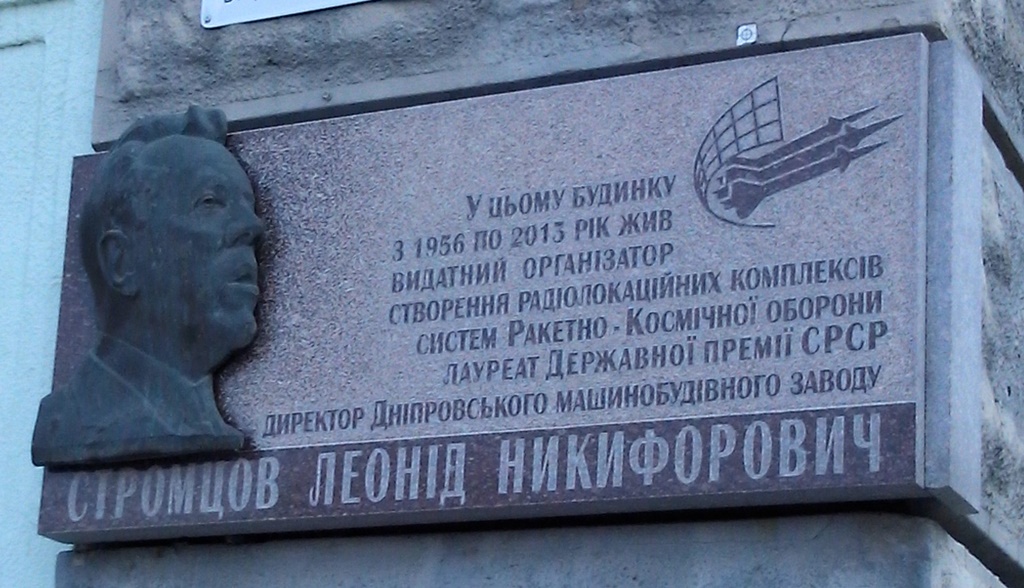 У ЦЬОМУ БУДИНКУ
З 1956 ПО 2013 РІК ЖИВ
ВИДАТНИЙ ОРГАНІЗАТОР
СТВОРЕННЯ РАДІОЛОКАЦІЙНИХ КОМПЛЕКСІВ
СИСТЕМ РАКЕТНО-КОСМІЧНОЇ ОБОРОНИ
ЛАУРЕАТ ДЕРЖАВНОЇ ПРЕМІЇ СРСР
ДИРЕКТОР ДНІПРОВСЬКОГО МАШИНОБУДІВНОГО ЗАВОДУ
СТРОМЦОВ ЛЕОНІД НИКИФОРОВИЧ